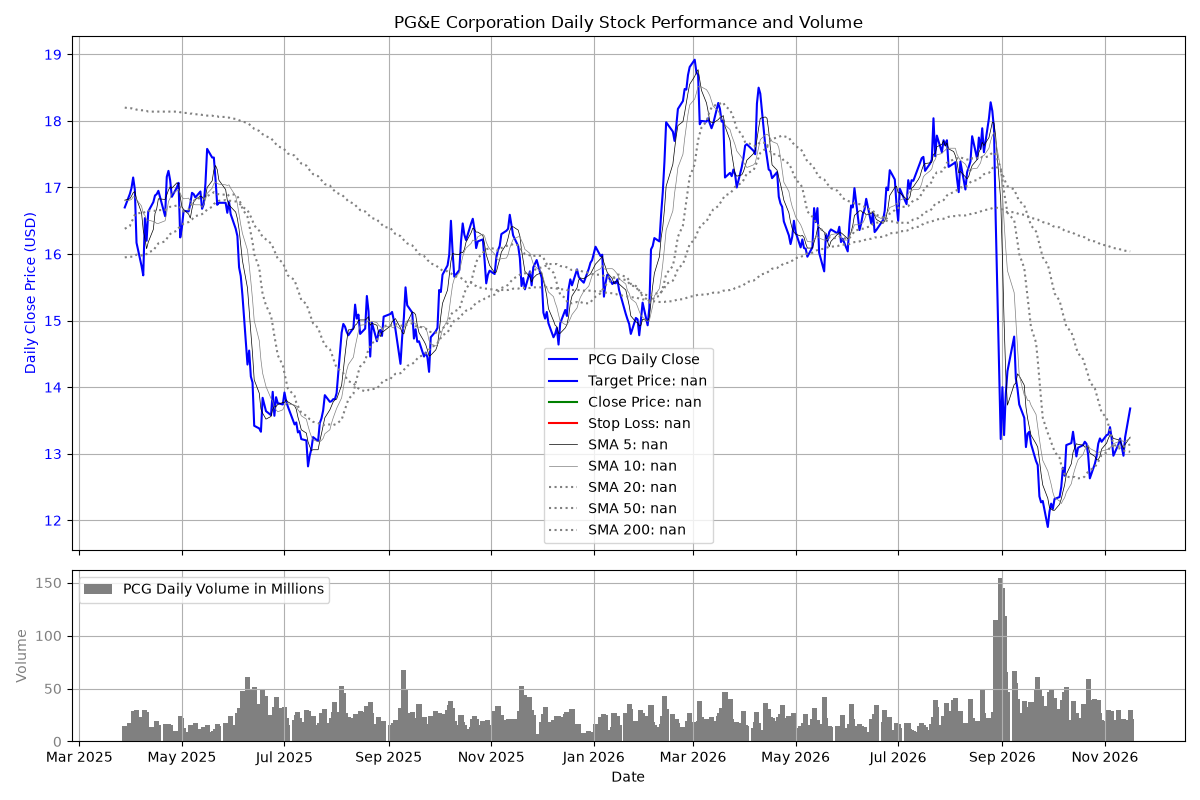 PG&E Corporation Daily Stock Performance and Volume
Daily Close Price (USD)
19
18
17
16
15
14
13
12
PCG Daily Close
Target Price: nan
Close Price: nan
Stop Loss: nan
SMA 5: nan
SMA 10: nan
SMA 20: nan
SMA 50: nan
SMA 200: nan
Volume
150
100
50
0
PCG Daily Volume in Millions
Mar 2025 May 2025 Jul 2025 Sep 2025 Nov 2025 Jan 2026 Mar 2026 May 2026 Jul 2026 Sep 2026 Nov 2026
Date